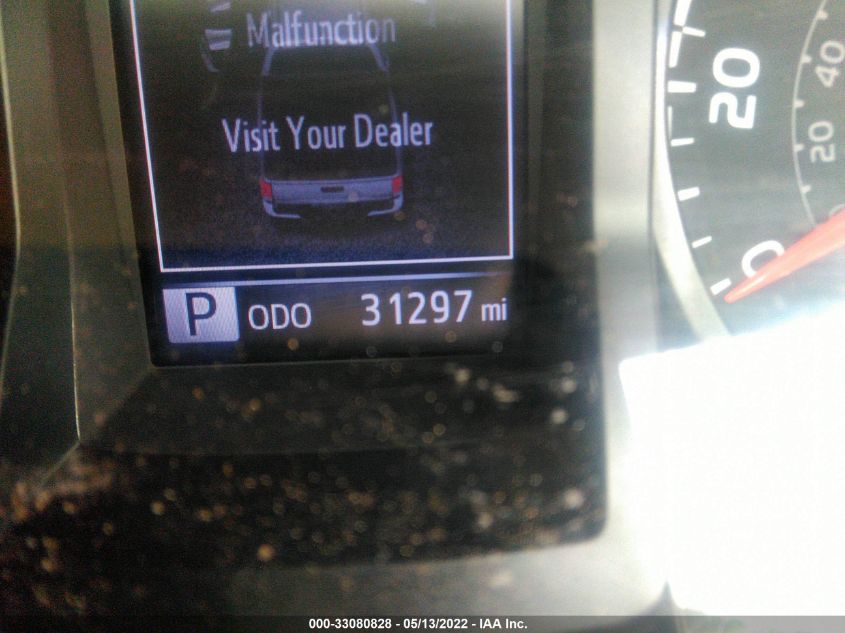 Malfunction
Visit Your Dealer
P ODO 31297 mi
20
0
40
20
000-33080828 - 05/13/2022 - IAA Inc.